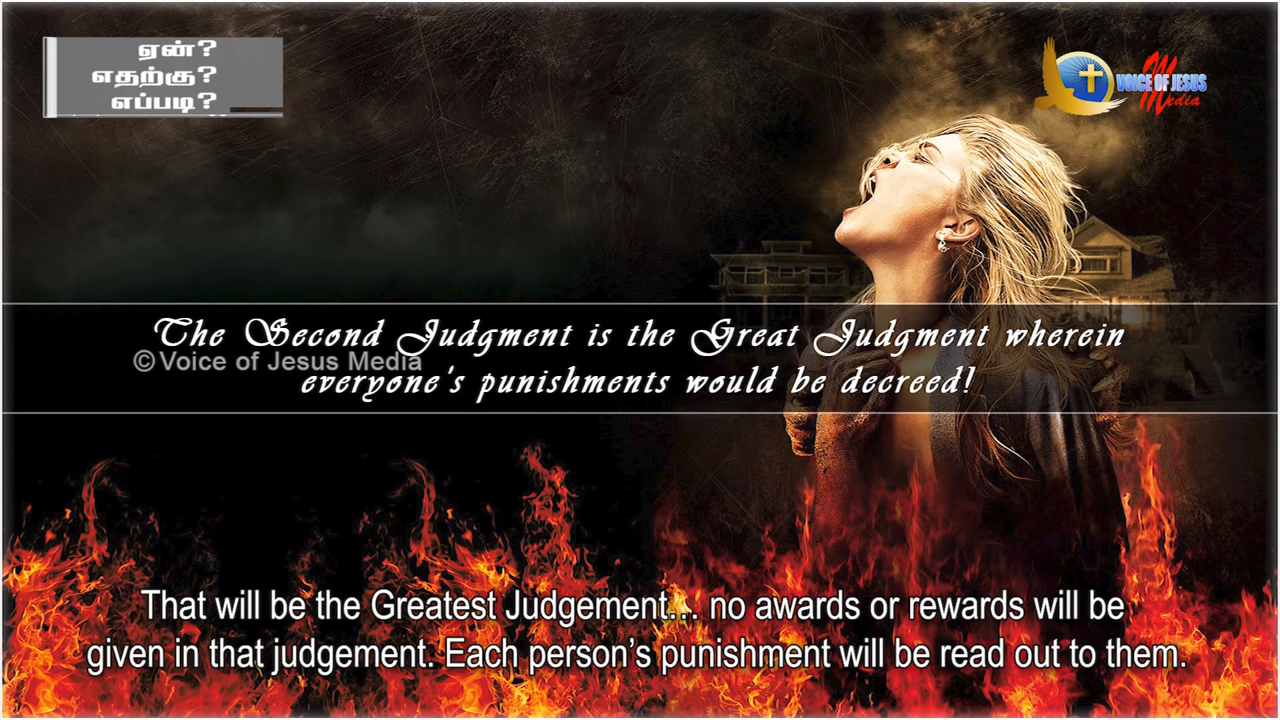 ஏன்?
எதற்கு?
எப்படி?
VOICE OF JESUS
Media
The Second Judgment is the Great Judgment wherein
© Voice of Jesus Media
everyone's punishments would be decreed!
That will be the Greatest Judgement... no awards or rewards will be
given in that judgement. Each person’s punishment will be read out to them.